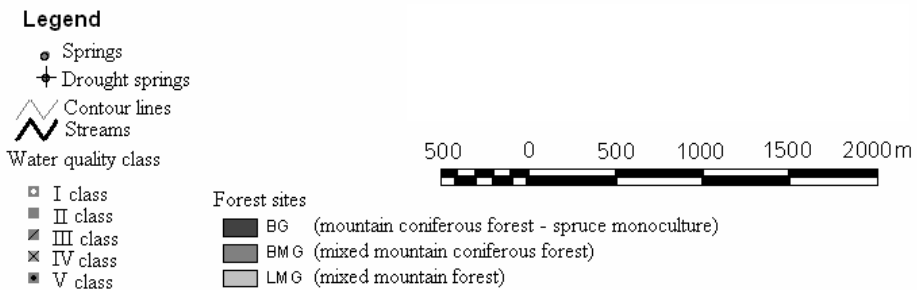 Legend
Springs
Drought springs
Contour lines
Streams
Water quality class
I class
II class
III class
IV class
V class
500 0 500 1000 1500 2000 m
Forest sites
BG (mountain coniferous forest - spruce monoculture)
BMG (mixed mountain coniferous forest)
LMG (mixed mountain forest)